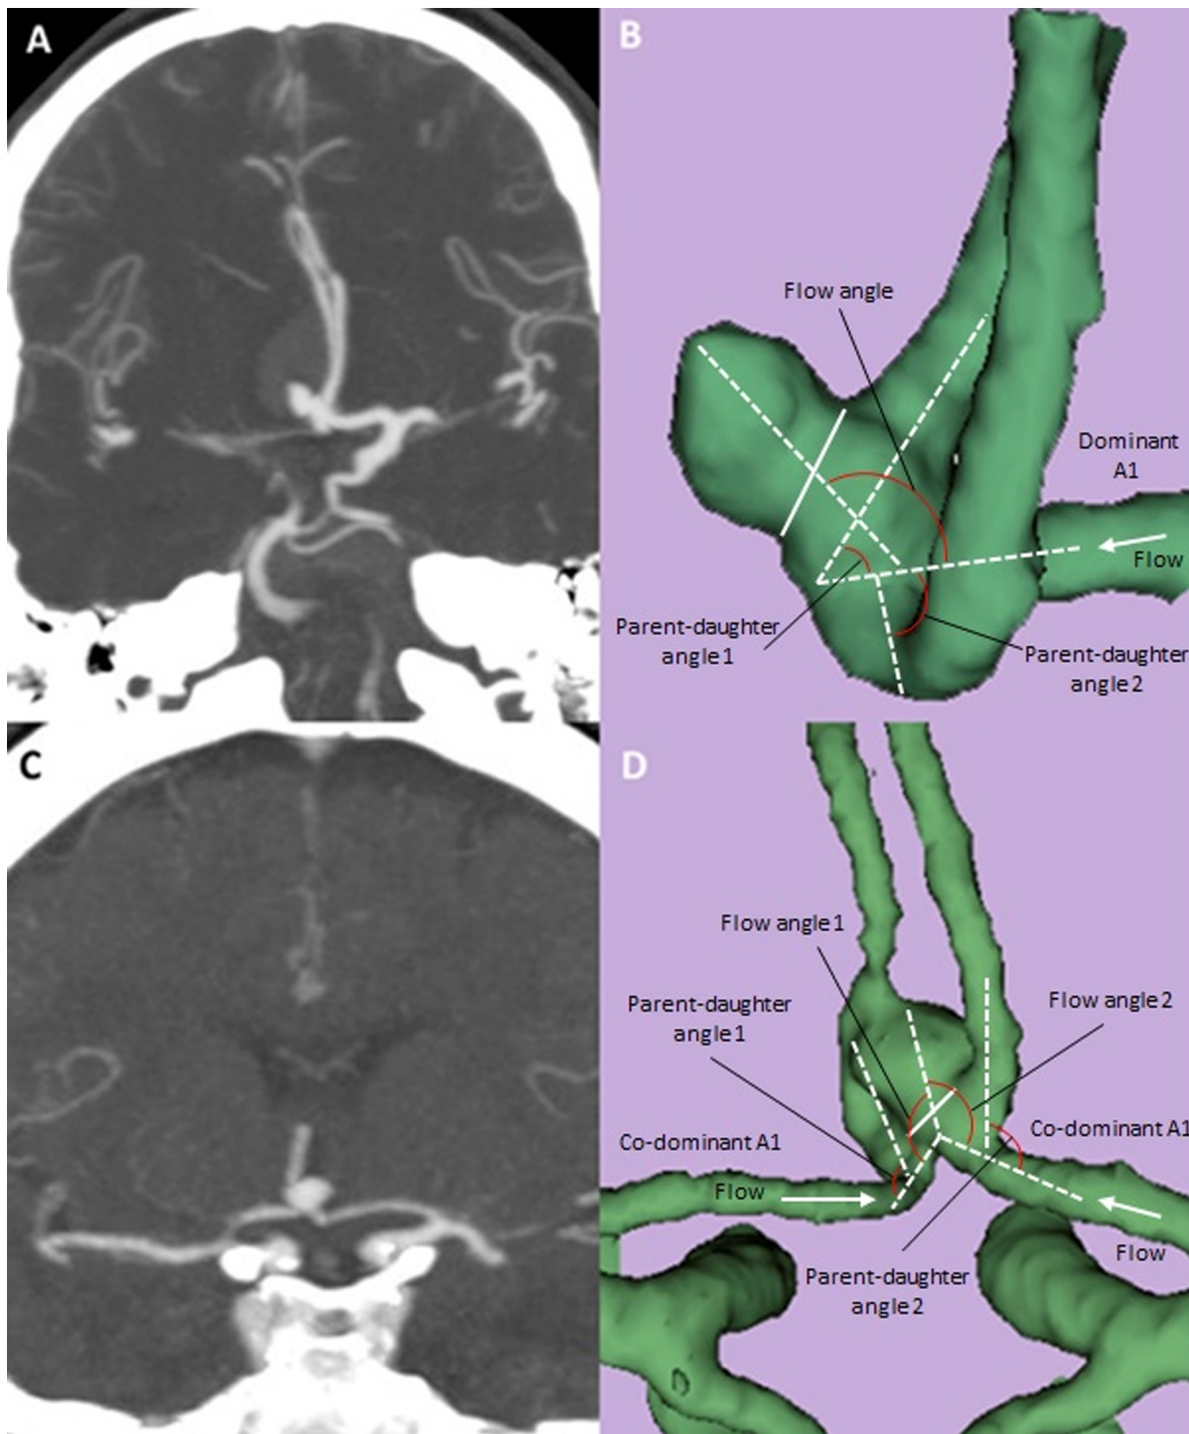 A
B
Flow angle
Dominant
A1
Flow
Parent-daughter
angle 1
Parent-daughter
angle 2
C
D
Flow angle 1
Parent-daughter
angle 1
Flow angle 2
Co-dominant A1
Co-dominant A1
Flow
Flow
Parent-daughter
angle 2